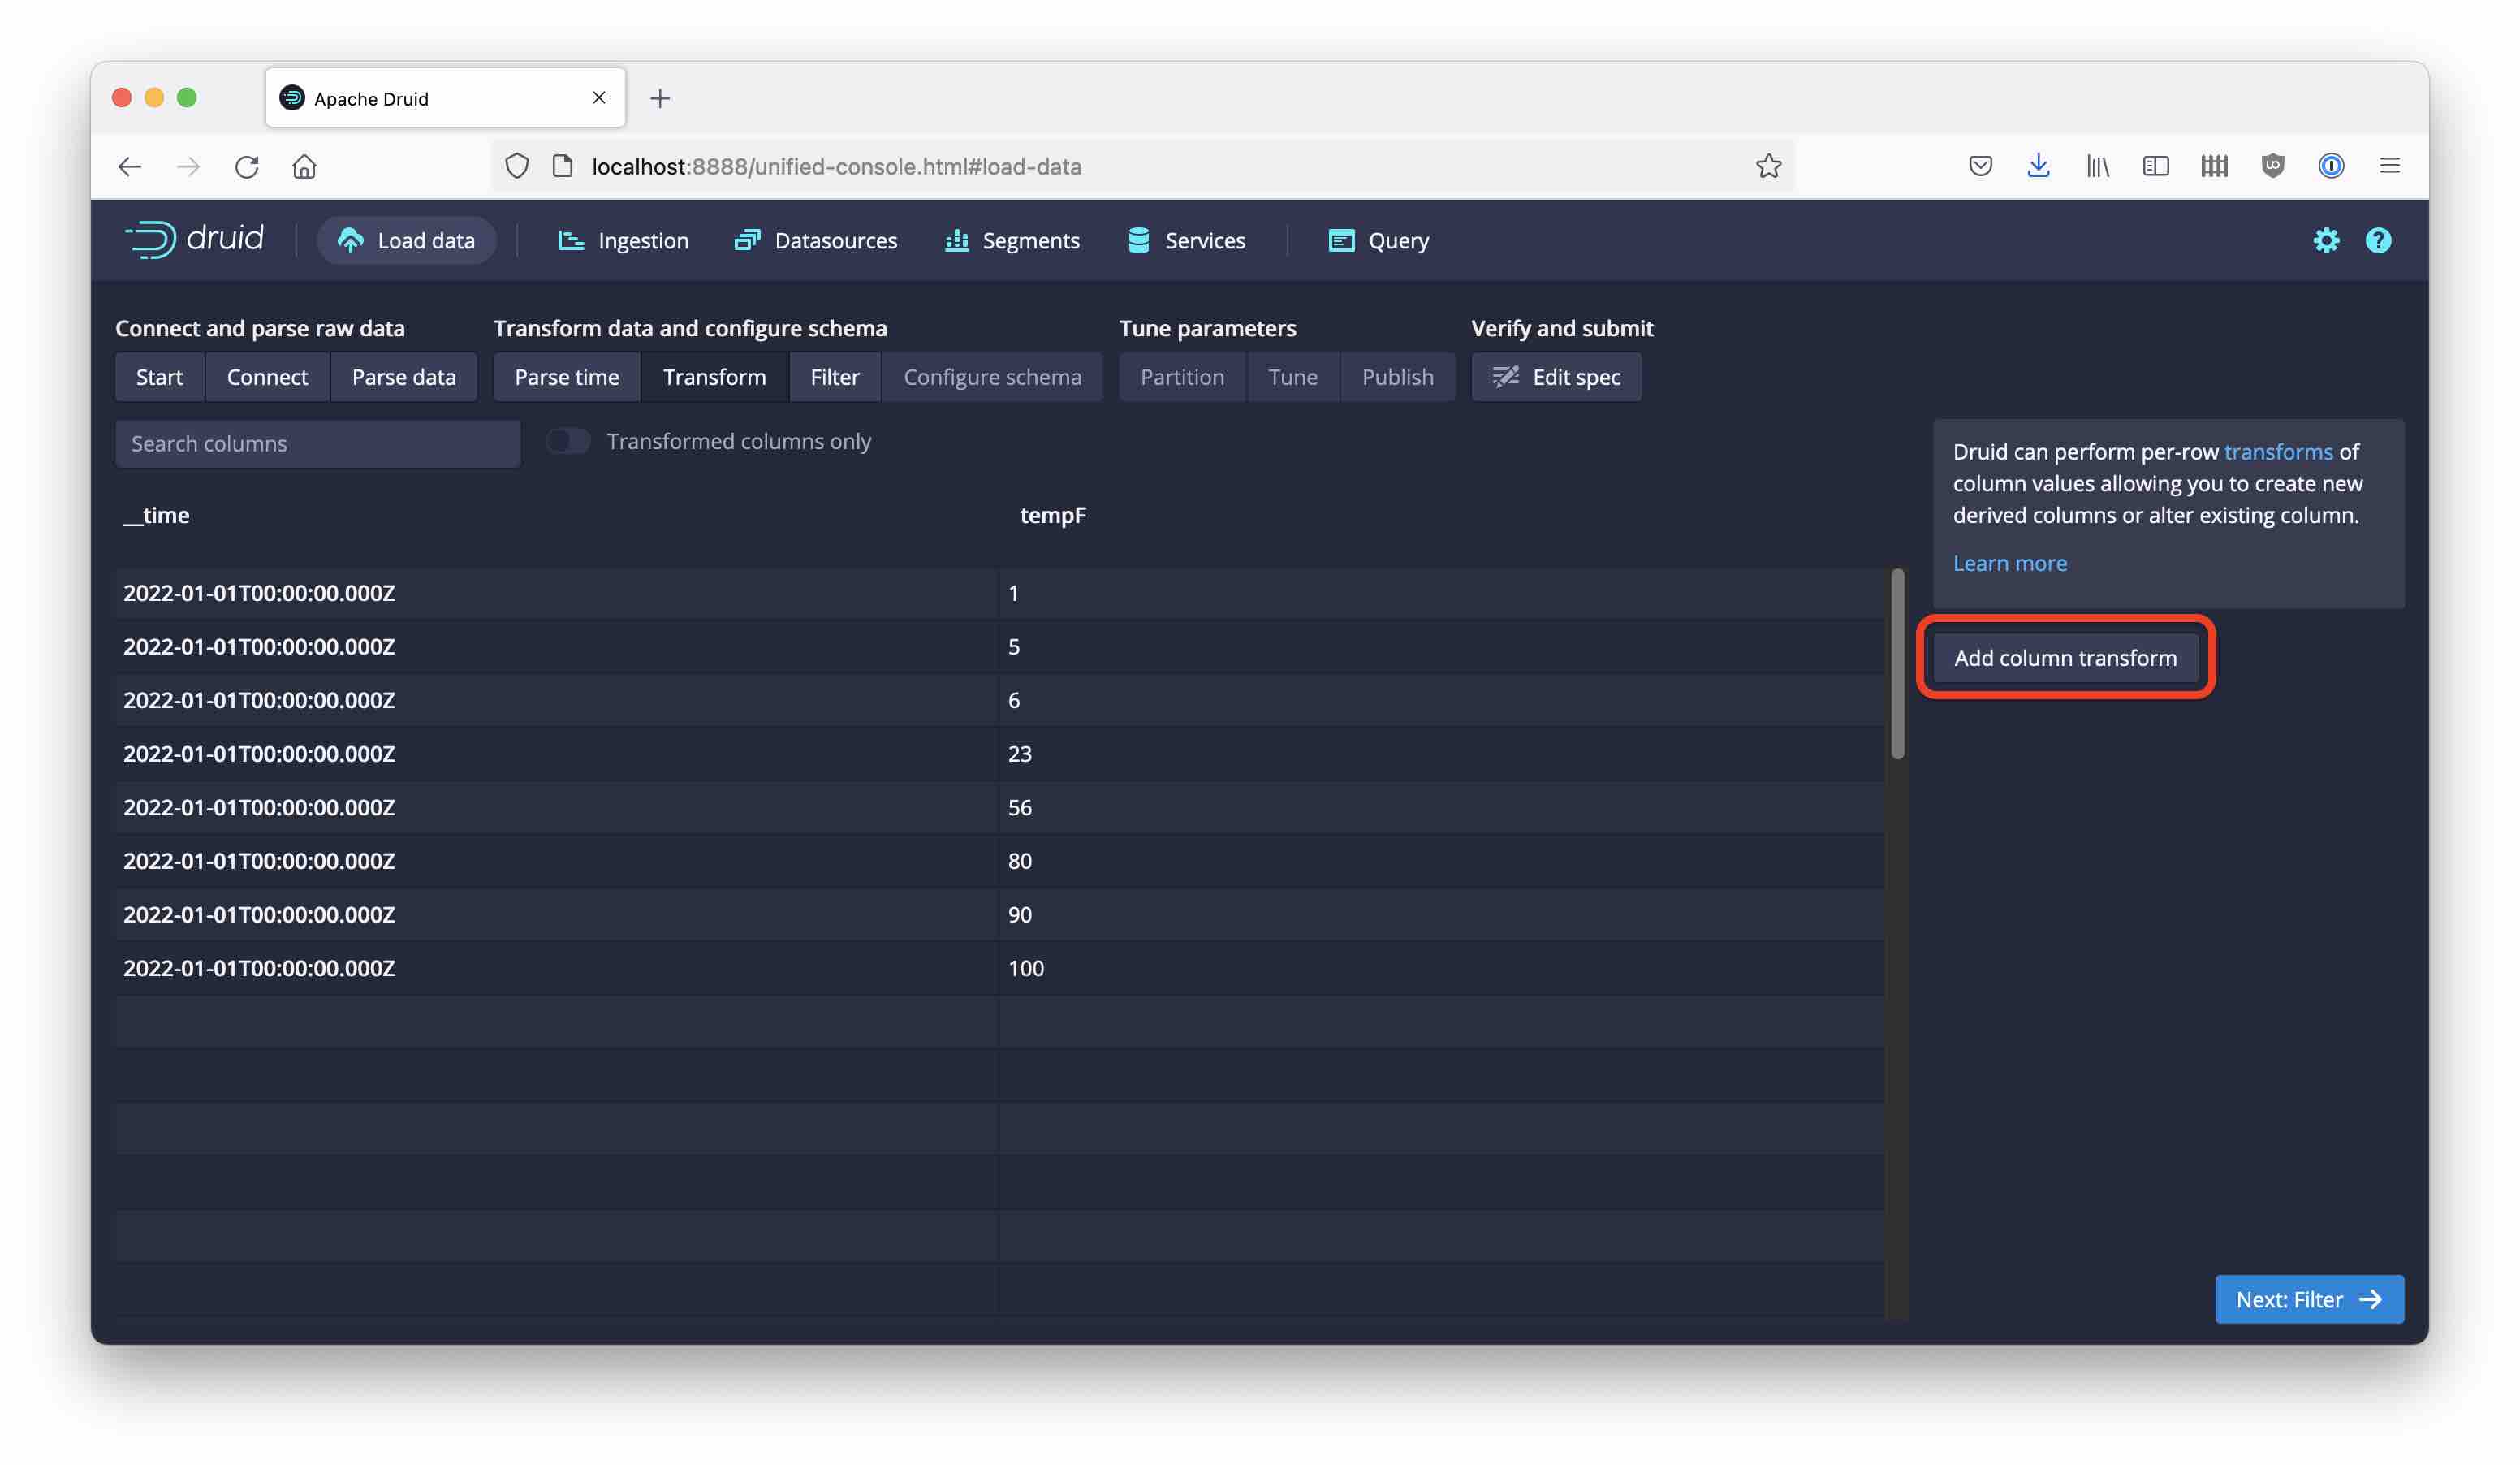 Apache Druid
localhost:8888/unified-console.html#load-data
druid Load data Ingestion Datasources Segments Services Query
Connect and parse raw data Transform data and configure schema Tune parameters Verify and submit
Start Connect Parse data Parse time Transform Filter Configure schema Partition Tune Publish Edit spec
Search columns Transformed columns only
Druid can perform per-row transforms of
column values allowing you to create new
derived columns or alter existing column.
Learn more
Add column transform
__time tempF
2022-01-01T00:00:00.000Z 1
2022-01-01T00:00:00.000Z 5
2022-01-01T00:00:00.000Z 6
2022-01-01T00:00:00.000Z 23
2022-01-01T00:00:00.000Z 56
2022-01-01T00:00:00.000Z 80
2022-01-01T00:00:00.000Z 90
2022-01-01T00:00:00.000Z 100
Next: Filter